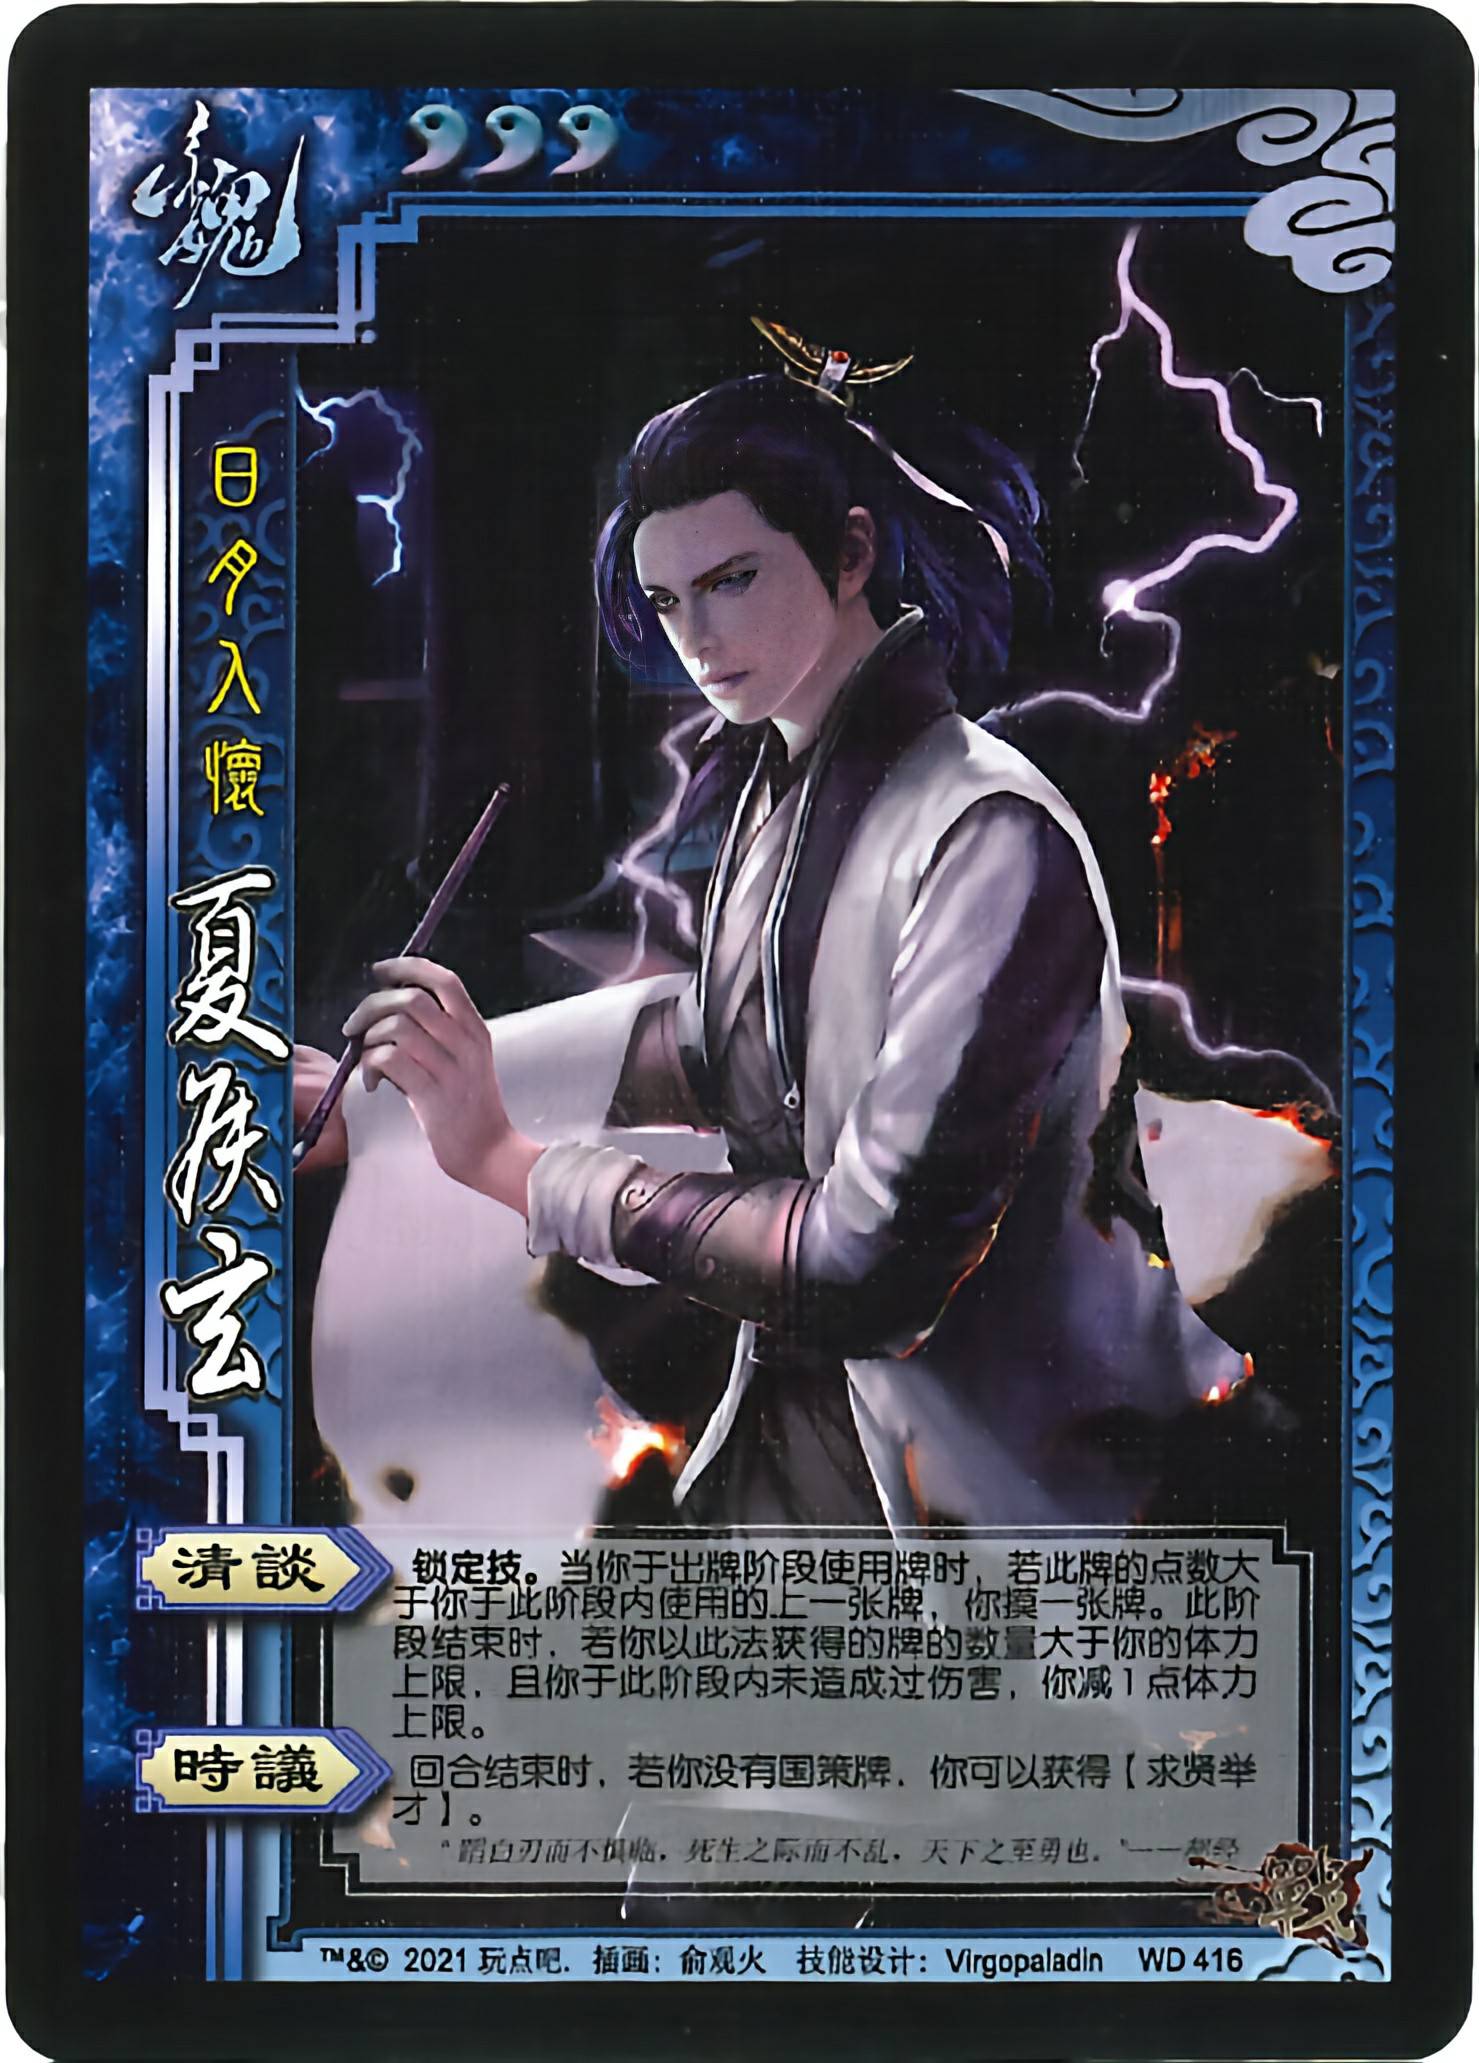 魏
日月入懷
夏侯玄
清談
锁定技。当你于出牌阶段使用牌时，若此牌的点数大
于你于此阶段内使用的上一张牌，你摸一张牌。此阶
段结束时，若你以此法获得的牌的数量大于你的体力
上限，且你于此阶段内未造成过伤害，你减1点体力
上限。
時議
回合结束时，若你没有国策牌，你可以获得【求贤举
才】。
“蹈白刃而不惧临，死生之际而不乱，天下之至勇也。”——
戰
™&© 2021 玩点吧. 插画：俞观火 技能设计：Virgopaladin WD 416